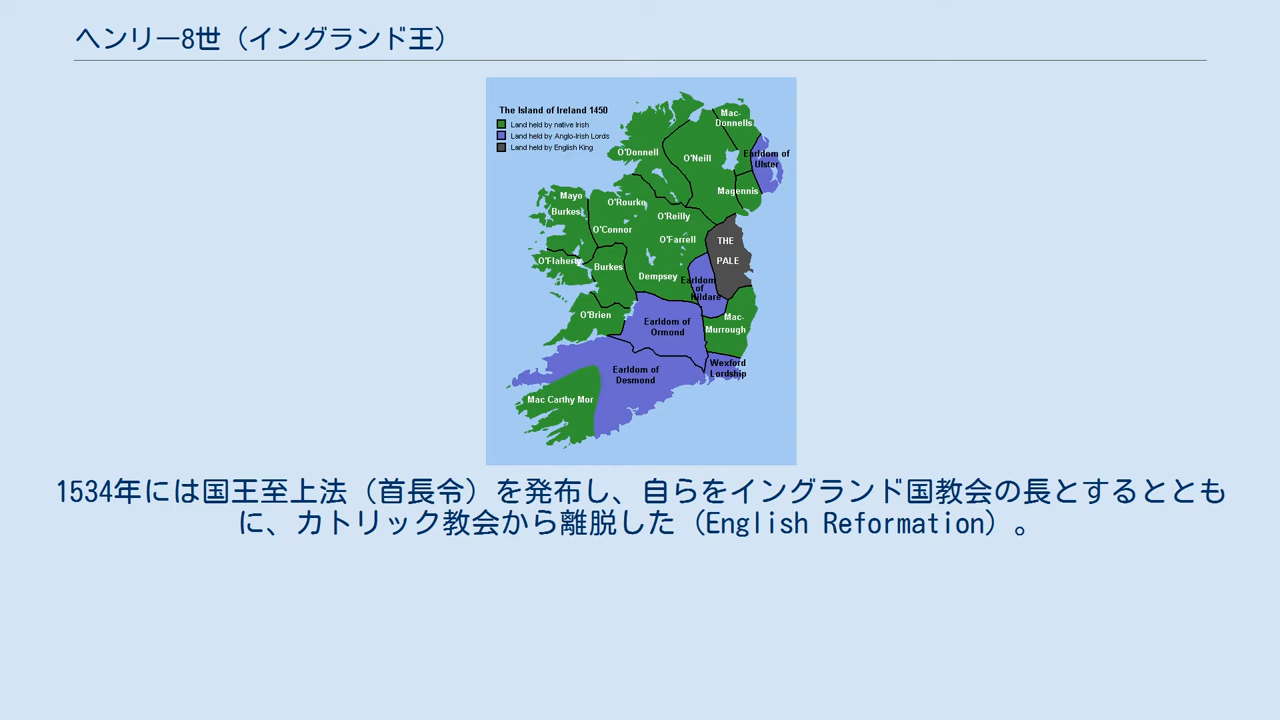 ヘンリー8世（イングランド王）
The Island of Ireland 1450
Land held by native Irish
Land held by Anglo-Irish Lords
Land held by English King
Mac-
Donnells
O'Donnell
O'Neill
Earldom of
Ulster
Magennis
Mayo
Burkes
O'Rourke
O'Reilly
O'Connor
O'Farrell
THE
PALE
O'Flaherty
Burkes
Dempsey
Earldom
of
Kildare
O'Brien
Earldom of
Ormond
Mac-
Murrough
Wexford
Lordship
Earldom of
Desmond
Mac Carthy Mor
1534年には国王至上法（首長令）を発布し、自らをイングランド国教会の長とするととも
に、カトリック教会から離脱した（English Reformation）。